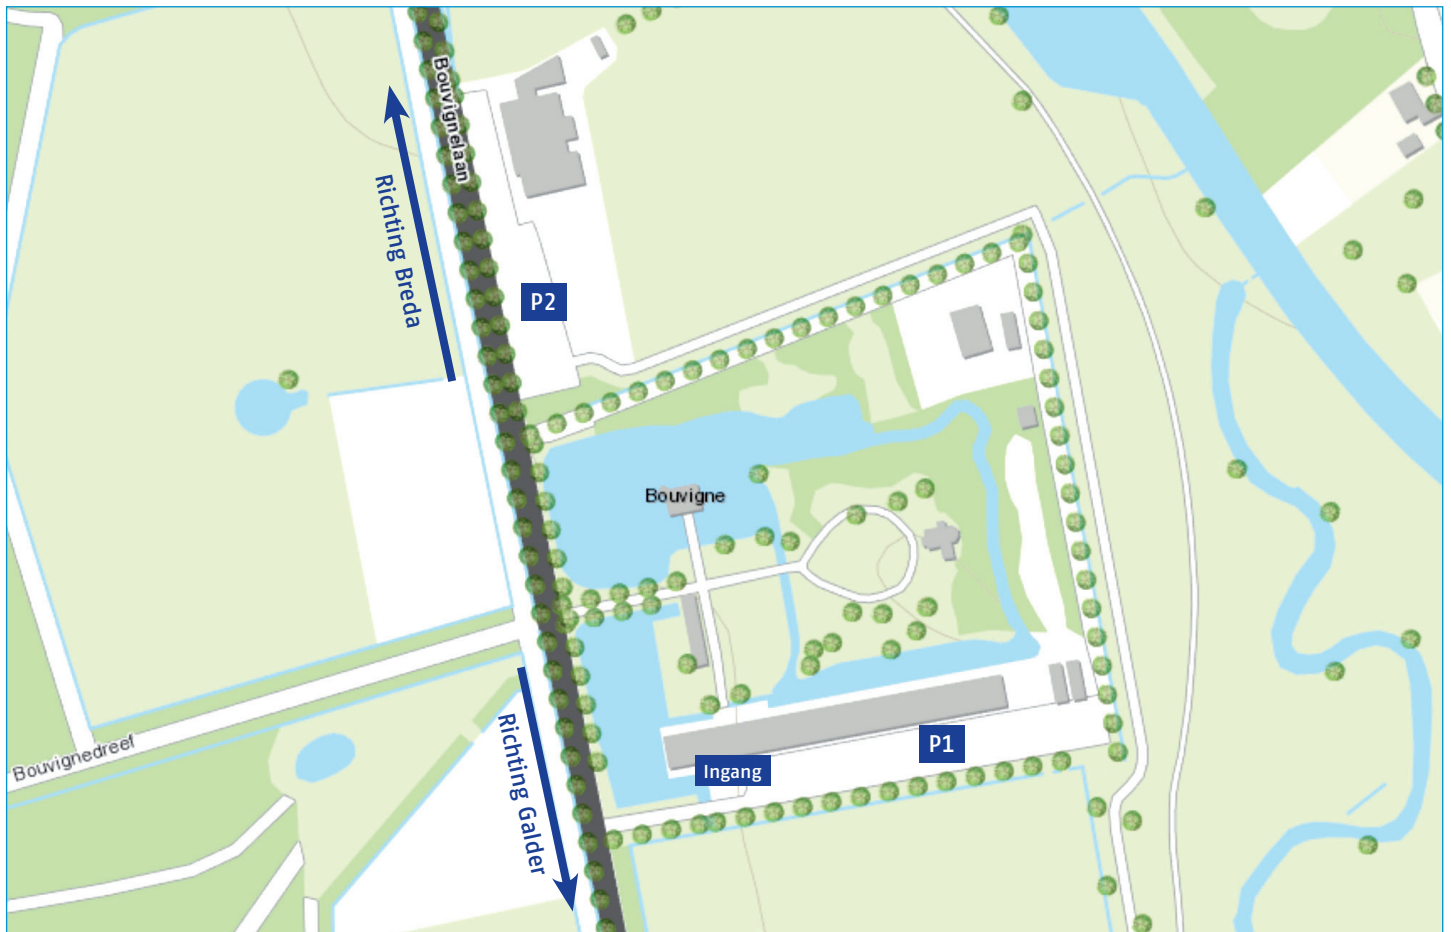 Bouvignelaan
Richting Breda
P2
Bouvigne
Bouvignedreef
Richting Galder
P1
Ingang